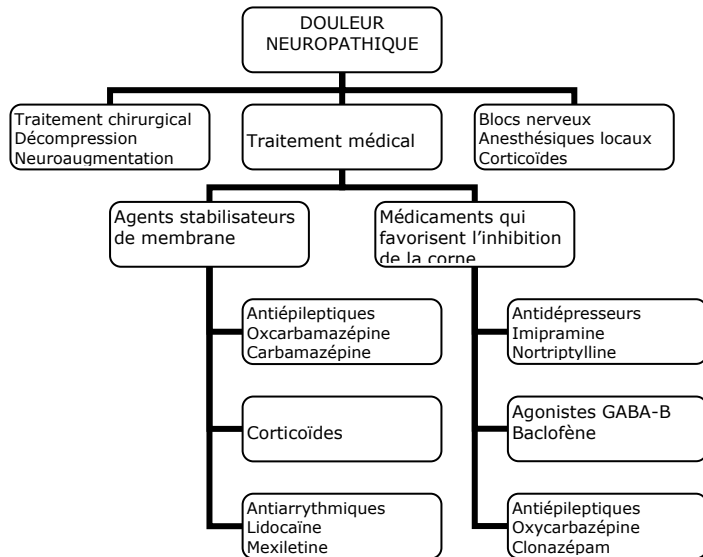 DOULEUR
NEUROPATHIQUE
Traitement chirurgical
Décompression
Neuroaugmentation
Traitement médical
Blocs nerveux
Anesthésiques locaux
Corticoïdes
Agents stabilisateurs
de membrane
Médicaments qui
favorisent l’inhibition
de la corne
Antiépileptiques
Oxcarbamazépine
Carbamazépine
Antidépresseurs
Imipramine
Nortriptylline
Corticoïdes
Agonistes GABA-B
Baclofène
Antiarrythmiques
Lidocaïne
Mexiletine
Antiépileptiques
Oxycarbazépine
Clonazépam